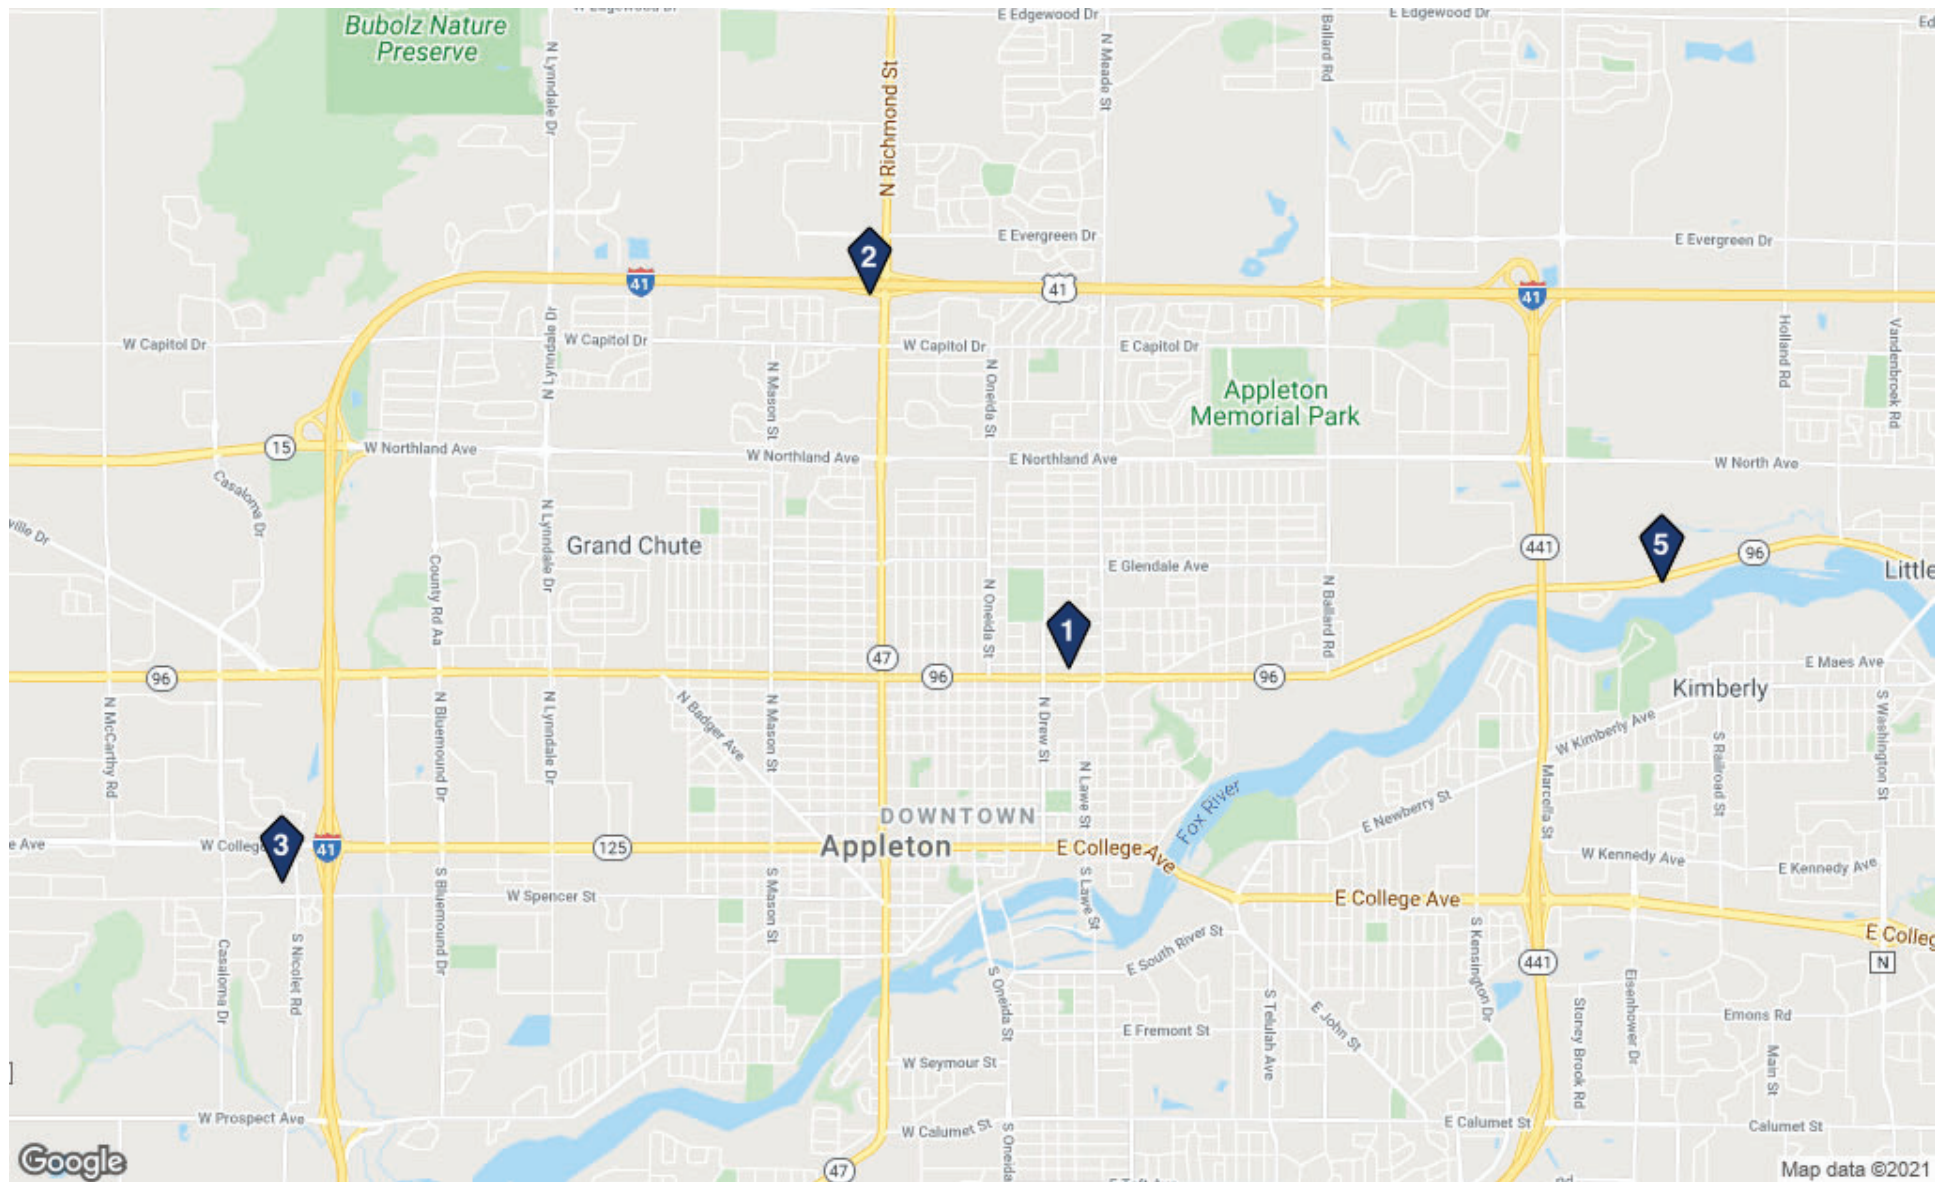 E Edgewood Dr
E Edgewood Dr
Bubolz Nature
Preserve
N Lynndale Dr
N Richmond St
N Meade St
N Ballard Rd
2
E Evergreen Dr
E Evergreen Dr
41
41
41
W Capitol Dr
W Capitol Dr
W Capitol Dr
E Capitol Dr
N Lynndale Dr
N Mason St
N Oneida St
Holland Rd
Vandenbroek Rd
Appleton
Memorial Park
15
W Northland Ave
W Northland Ave
E Northland Ave
W North Ave
Casaloma Dr
ville Dr
N Lynndale Dr
Grand Chute
County Rd Aa
441
5
96
E Glendale Ave
Little
N Oneida St
N Ballard Rd
1
96
47
96
96
E Maes Ave
Kimberly
N McCarthy Rd
N Bluemound Dr
N Lynndale Dr
N Badger Ave
N Mason St
N Drew St
N Lawe St
W Kimberly Ave
S Railroad St
S Washington St
Marcella St
Fox River
E Newberry St
DOWNTOWN
Appleton
3
e Ave
W College
41
125
E College Ave
W Kennedy Ave
E Kennedy Ave
S Bluemound Dr
W Spencer St
S Mason St
S Lawe St
E College Ave
E Colleg
N
Casaloma Dr
S Nicolet Rd
S Oneida St
E South River St
S Kensington Dr
441
S Telulah Ave
E John St
Stoney Brook Rd
Eisenhower Dr
Emons Rd
Main St
E Fremont St
W Seymour St
W Prospect Ave
W Calumet St
S Oneida
E Calumet St
Calumet St
47
Google
Map data ©2021